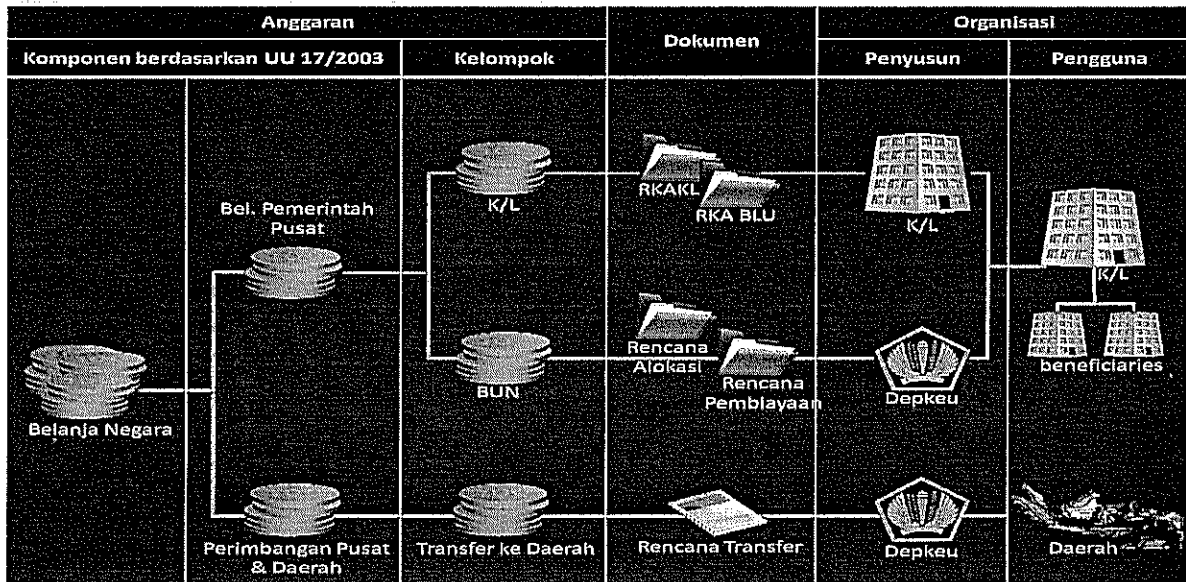 Anggaran
Dokumen
Organisasi
Komponen berdasarkan UU 17/2003
Kelompok
Penyusun
Pengguna
Belanja Negara
Bel. Pemerintah
Pusat
K/L
RKAKL
RKA BLU
K/L
K/L
beneficiaries
BUN
Rencana
Alokasi
Rencana
Pembiayaan
Depkeu
Perimbangan Pusat
& Daerah
Transfer ke Daerah
Rencana Transfer
Depkeu
Daerah